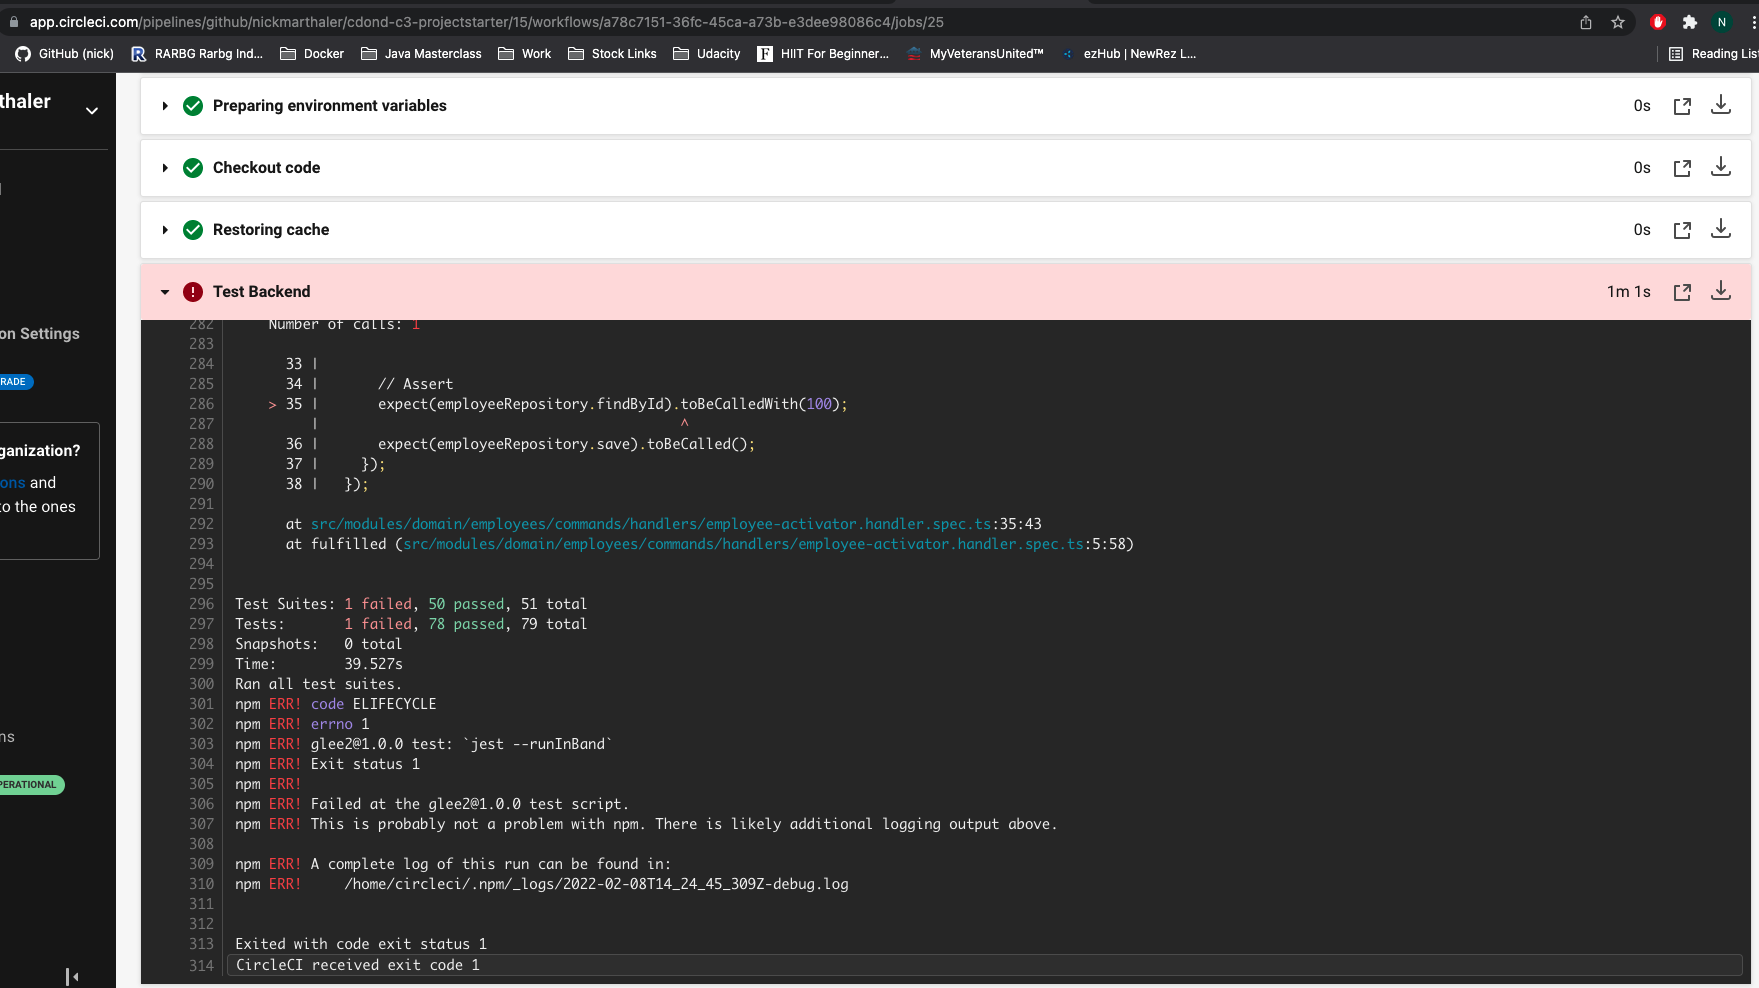 app.circleci.com/pipelines/github/nickmarthaler/cdond-c3-projectstarter/15/workflows/a78c7151-36fc-45ca-a73b-e3dee98086c4/jobs/25
N
GitHub (nick) RARBG Rarbg Ind... Docker Java Masterclass Work Stock Links Udacity F HIIT For Beginner... MyVeteransUnited™ ezHub | NewRez L... Reading Lis
thaler
on Settings
RADE
ganization?
ons and
to the ones
ns
PERATIONAL
Preparing environment variables 0s
Checkout code 0s
Restoring cache 0s
Test Backend 1m 1s
282 Number of calls: 1
283
284 33 |
285 34 | // Assert
286 > 35 | expect(employeeRepository.findById).toBeCalledWith(100);
287 | ^
288 36 | expect(employeeRepository.save).toBeCalled();
289 37 | });
290 38 | });
291
292 at src/modules/domain/employees/commands/handlers/employee-activator.handler.spec.ts:35:43
293 at fulfilled (src/modules/domain/employees/commands/handlers/employee-activator.handler.spec.ts:5:58)
294
295
296 Test Suites: 1 failed, 50 passed, 51 total
297 Tests: 1 failed, 78 passed, 79 total
298 Snapshots: 0 total
299 Time: 39.527s
300 Ran all test suites.
301 npm ERR! code ELIFECYCLE
302 npm ERR! errno 1
303 npm ERR! glee2@1.0.0 test: `jest --runInBand`
304 npm ERR! Exit status 1
305 npm ERR!
306 npm ERR! Failed at the glee2@1.0.0 test script.
307 npm ERR! This is probably not a problem with npm. There is likely additional logging output above.
308
309 npm ERR! A complete log of this run can be found in:
310 npm ERR! /home/circleci/.npm/_logs/2022-02-08T14_24_45_309Z-debug.log
311
312
313 Exited with code exit status 1
314 CircleCI received exit code 1